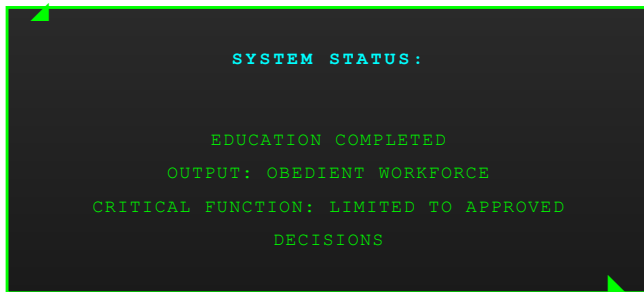 SYSTEM STATUS:
EDUCATION COMPLETED
OUTPUT: OBEDIENT WORKFORCE
CRITICAL FUNCTION: LIMITED TO APPROVED
DECISIONS